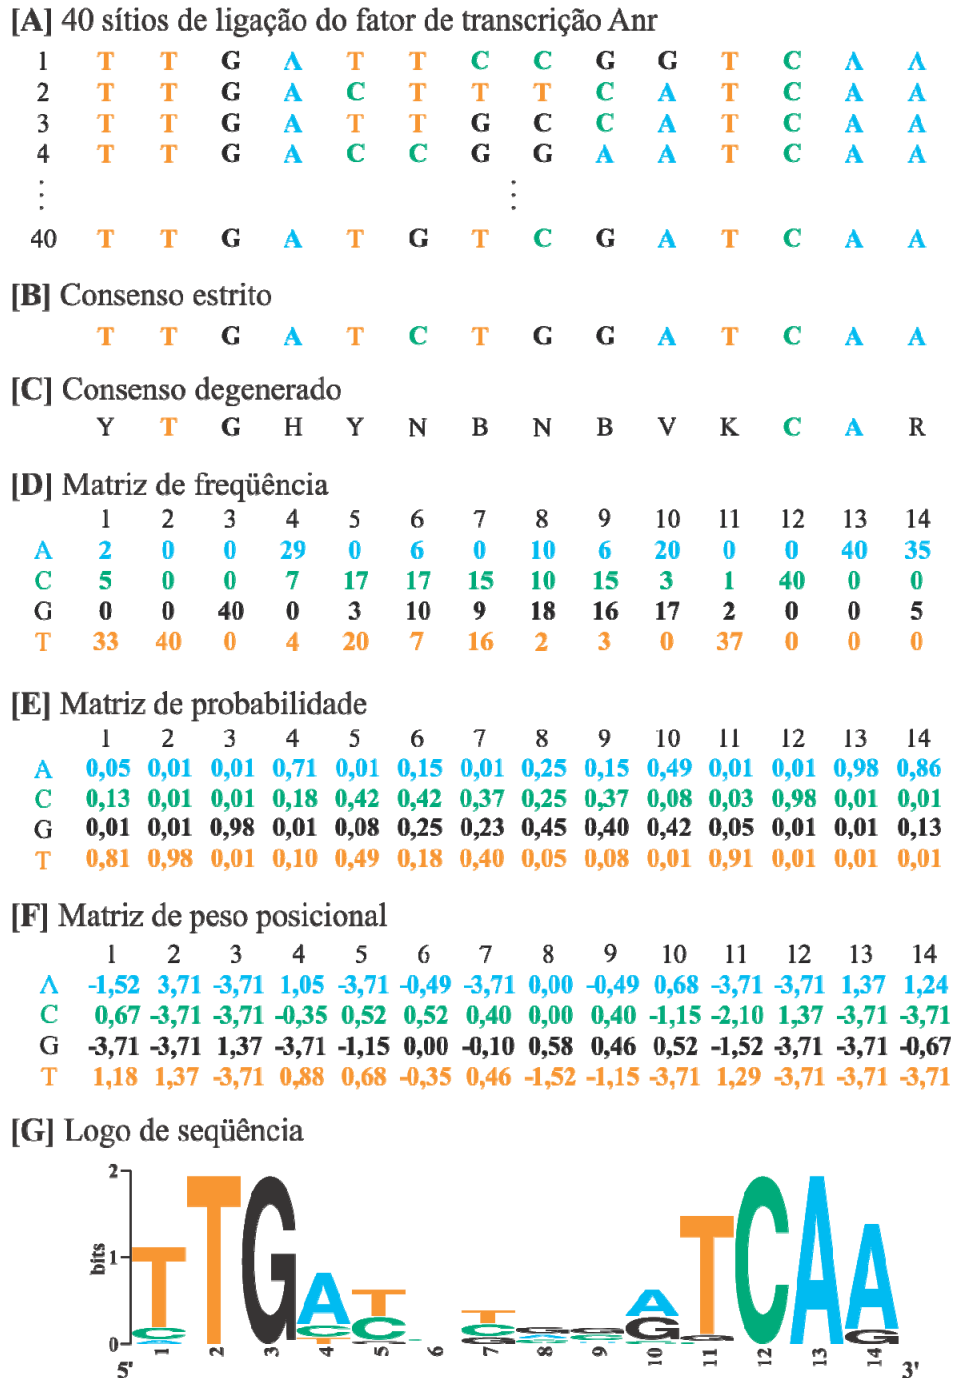 [A] 40 sítios de ligação do fator de transcrição Anr
1 T T G A T T C C G G T C A A
2 T T G A C T T T C A T C A A
3 T T G A T T G C C A T C A A
4 T T G A C C G G A A T C A A
⋮ ⋮
40 T T G A T G T C G A T C A A
[B] Consenso estrito
T T G A T C T G G A T C A A
[C] Consenso degenerado
Y T G H Y N B N B V K C A R
[D] Matriz de freqüência
1 2 3 4 5 6 7 8 9 10 11 12 13 14
A 2 0 0 29 0 6 0 10 6 20 0 0 40 35
C 5 0 0 7 17 17 15 10 15 3 1 40 0 0
G 0 0 40 0 3 10 9 18 16 17 2 0 0 5
T 33 40 0 4 20 7 16 2 3 0 37 0 0 0
[E] Matriz de probabilidade
1 2 3 4 5 6 7 8 9 10 11 12 13 14
A 0,05 0,01 0,01 0,71 0,01 0,15 0,01 0,25 0,15 0,49 0,01 0,01 0,98 0,86
C 0,13 0,01 0,01 0,18 0,42 0,42 0,37 0,25 0,37 0,08 0,03 0,98 0,01 0,01
G 0,01 0,01 0,98 0,01 0,08 0,25 0,23 0,45 0,40 0,42 0,05 0,01 0,01 0,13
T 0,81 0,98 0,01 0,10 0,49 0,18 0,40 0,05 0,08 0,01 0,91 0,01 0,01 0,01
[F] Matriz de peso posicional
1 2 3 4 5 6 7 8 9 10 11 12 13 14
A -1,52 3,71 -3,71 1,05 -3,71 -0,49 -3,71 0,00 -0,49 0,68 -3,71 -3,71 1,37 1,24
C 0,67 -3,71 -3,71 -0,35 0,52 0,52 0,40 0,00 0,40 -1,15 -2,10 1,37 -3,71 -3,71
G -3,71 -3,71 1,37 -3,71 -1,15 0,00 -0,10 0,58 0,46 0,52 -1,52 -3,71 -3,71 -0,67
T 1,18 1,37 -3,71 0,88 0,68 -0,35 0,46 -1,52 -1,15 -3,71 1,29 -3,71 -3,71 -3,71
[G] Logo de seqüência
2
bits
1
0
T T G A T T A T C A A
C C C C G G
5' 1 2 3 4 5 6 7 8 9 10 11 12 13 14 3'